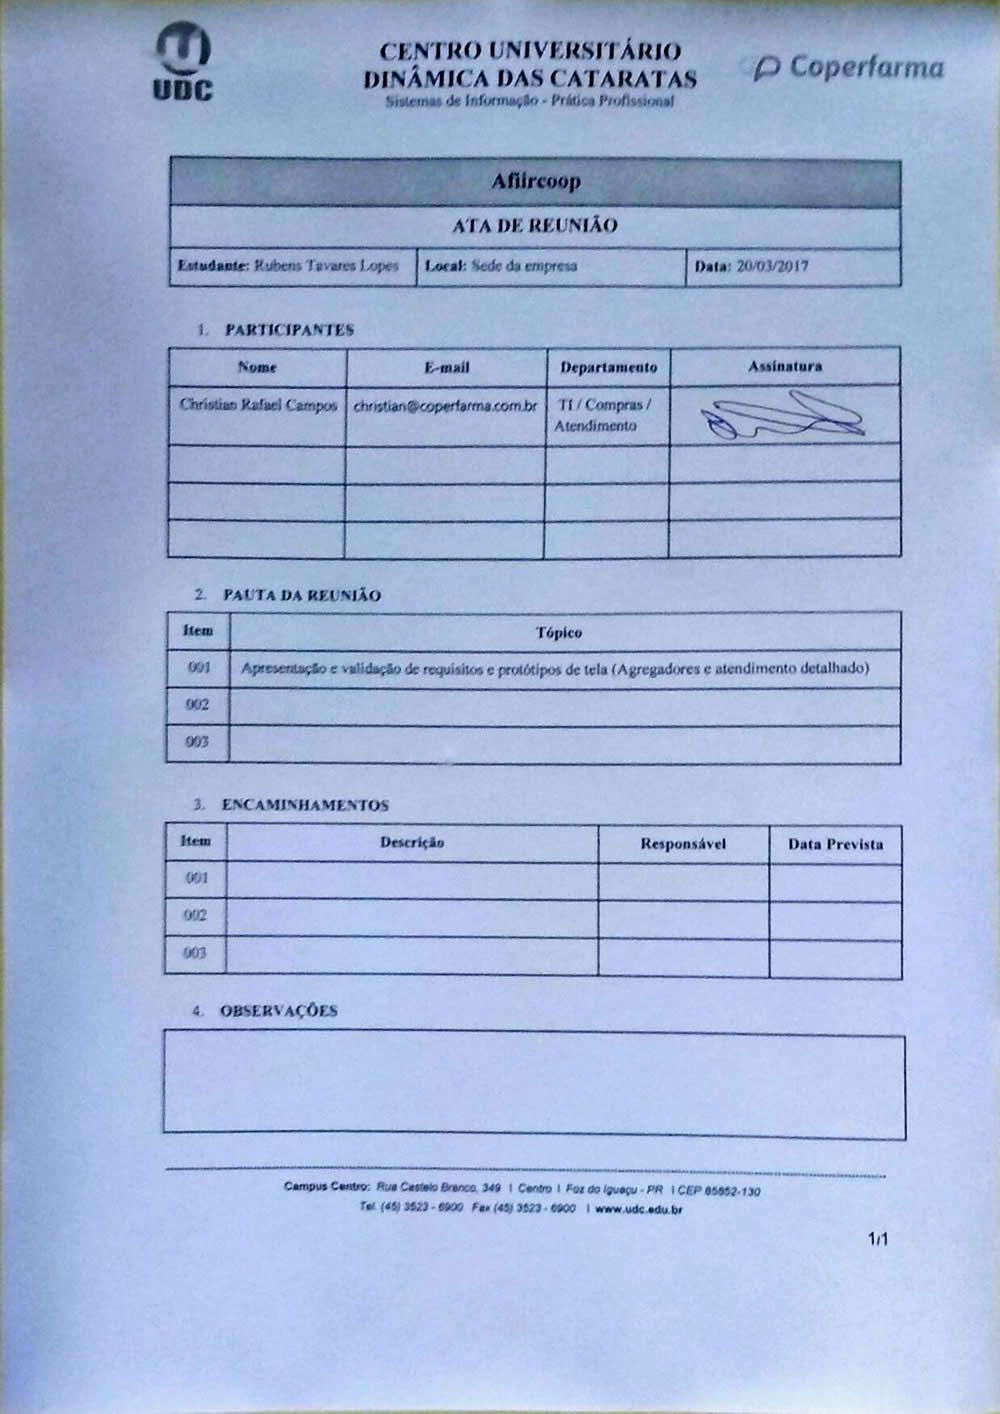 UDC
CENTRO UNIVERSITÁRIO
DINÂMICA DAS CATARATAS
Sistemas de Informação - Prática Profissional
Coperfarma
Afiircoop
ATA DE REUNIÃO
Estudante: Rubens Tavares Lopes Local: Sede da empresa Data: 20/03/2017
1. PARTICIPANTES
Nome E-mail Departamento Assinatura
Christian Rafael Campos christian@coperfarma.com.br TI / Compras /
Atendimento
2. PAUTA DA REUNIÃO
Item Tópico
001 Apresentação e validação de requisitos e protótipos de tela (Agregadores e atendimento detalhado)
002
003
3. ENCAMINHAMENTOS
Item Descrição Responsável Data Prevista
001
002
003
4. OBSERVAÇÕES
Campus Centro: Rua Castelo Branco, 349 | Centro | Foz do Iguaçu - PR | CEP 85852-130
Tel. (45) 3523 - 6900 Fax (45) 3523 - 6900 | www.udc.edu.br
1/1